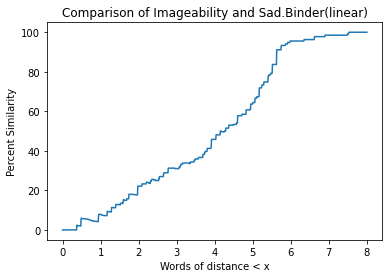 Comparison of Imageability and Sad.Binder(linear)
100
80
60
40
20
0
Percent Similarity
0 1 2 3 4 5 6 7 8
Words of distance < x